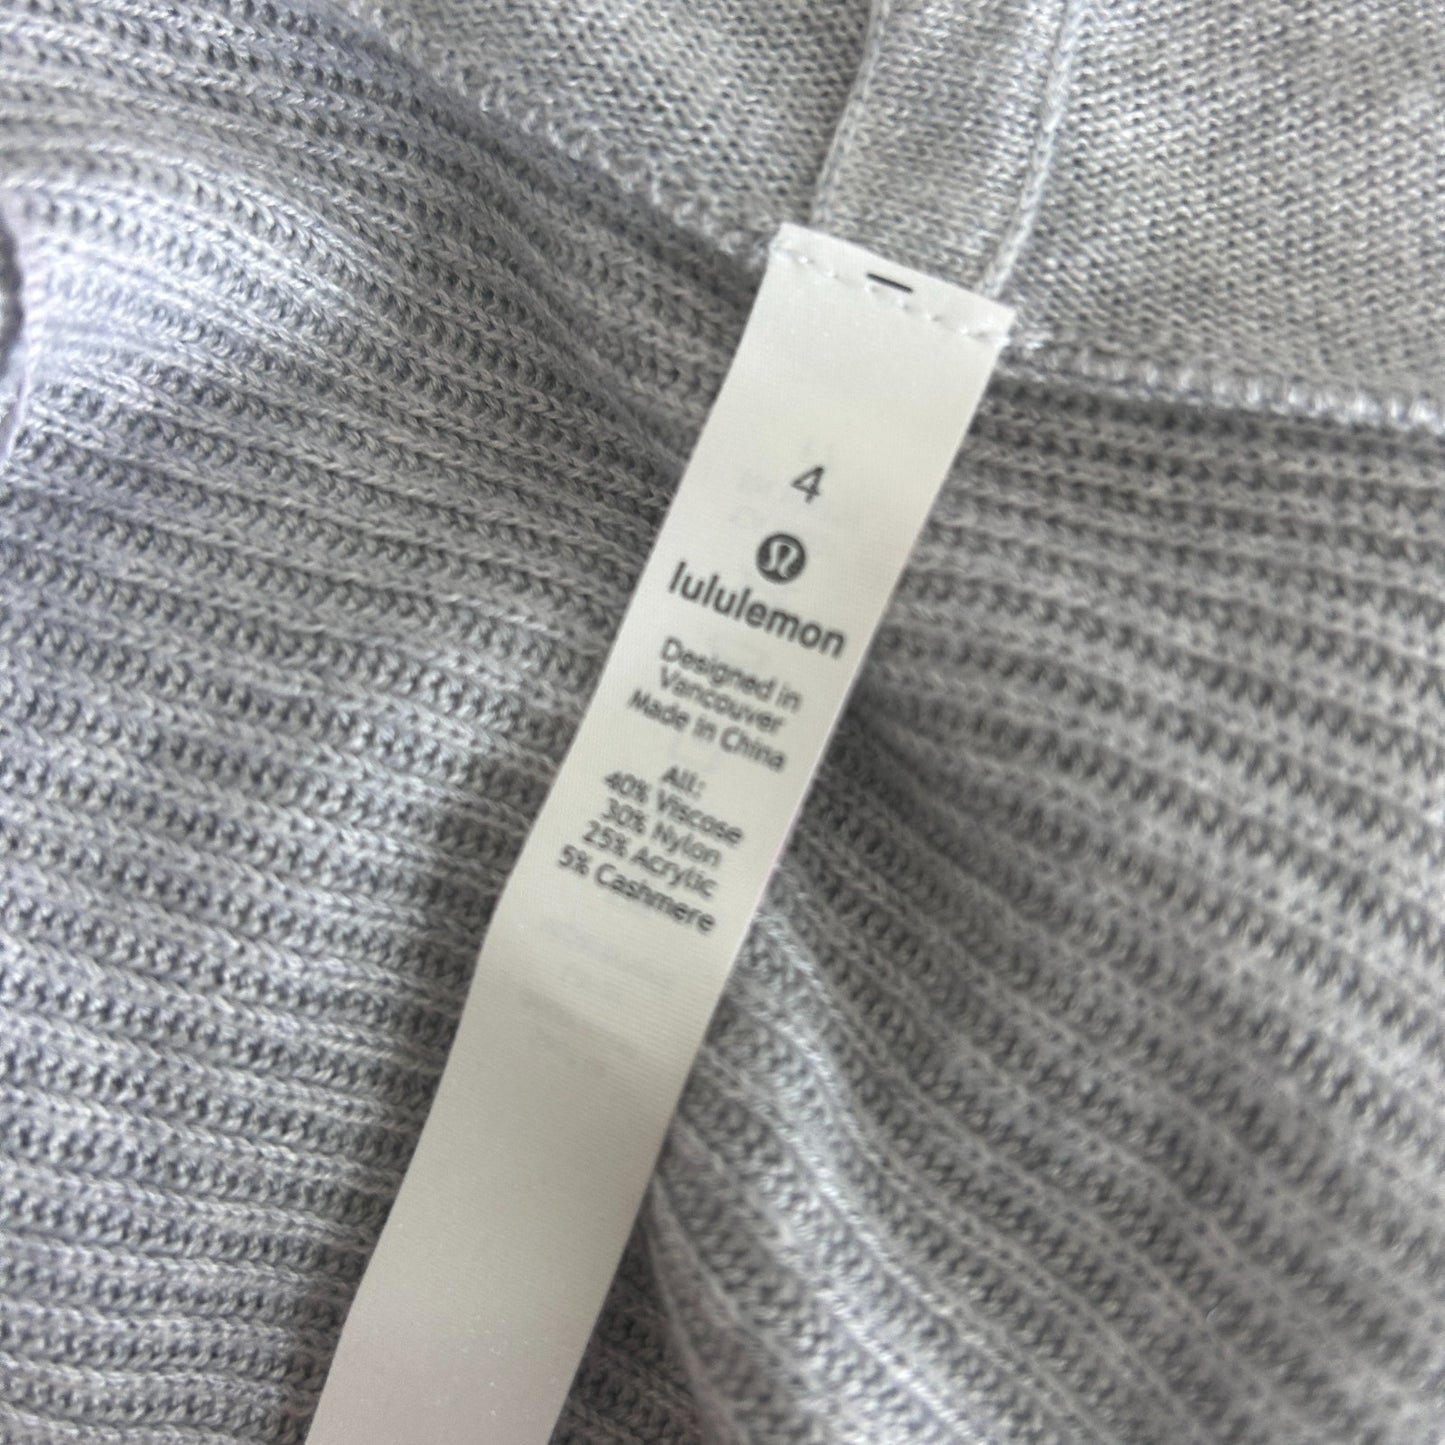 4
lululemon
Designed in
Vancouver
Made in China
All:
40% Viscose
30% Nylon
25% Acrylic
5% Cashmere